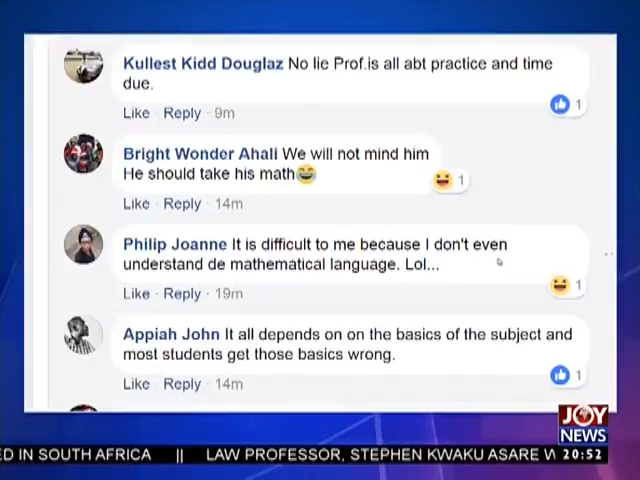 Kullest Kidd Douglaz No lie Prof.is all abt practice and time
due.
1
Like · Reply · 9m
Bright Wonder Ahali We will not mind him
He should take his math😂
1
Like · Reply · 14m
Philip Joanne It is difficult to me because I don't even
understand de mathematical language. Lol...
1
Like · Reply · 19m
Appiah John It all depends on on the basics of the subject and
most students get those basics wrong.
1
Like · Reply · 14m
JOY
NEWS
ED IN SOUTH AFRICA || LAW PROFESSOR, STEPHEN KWAKU ASARE
20:52